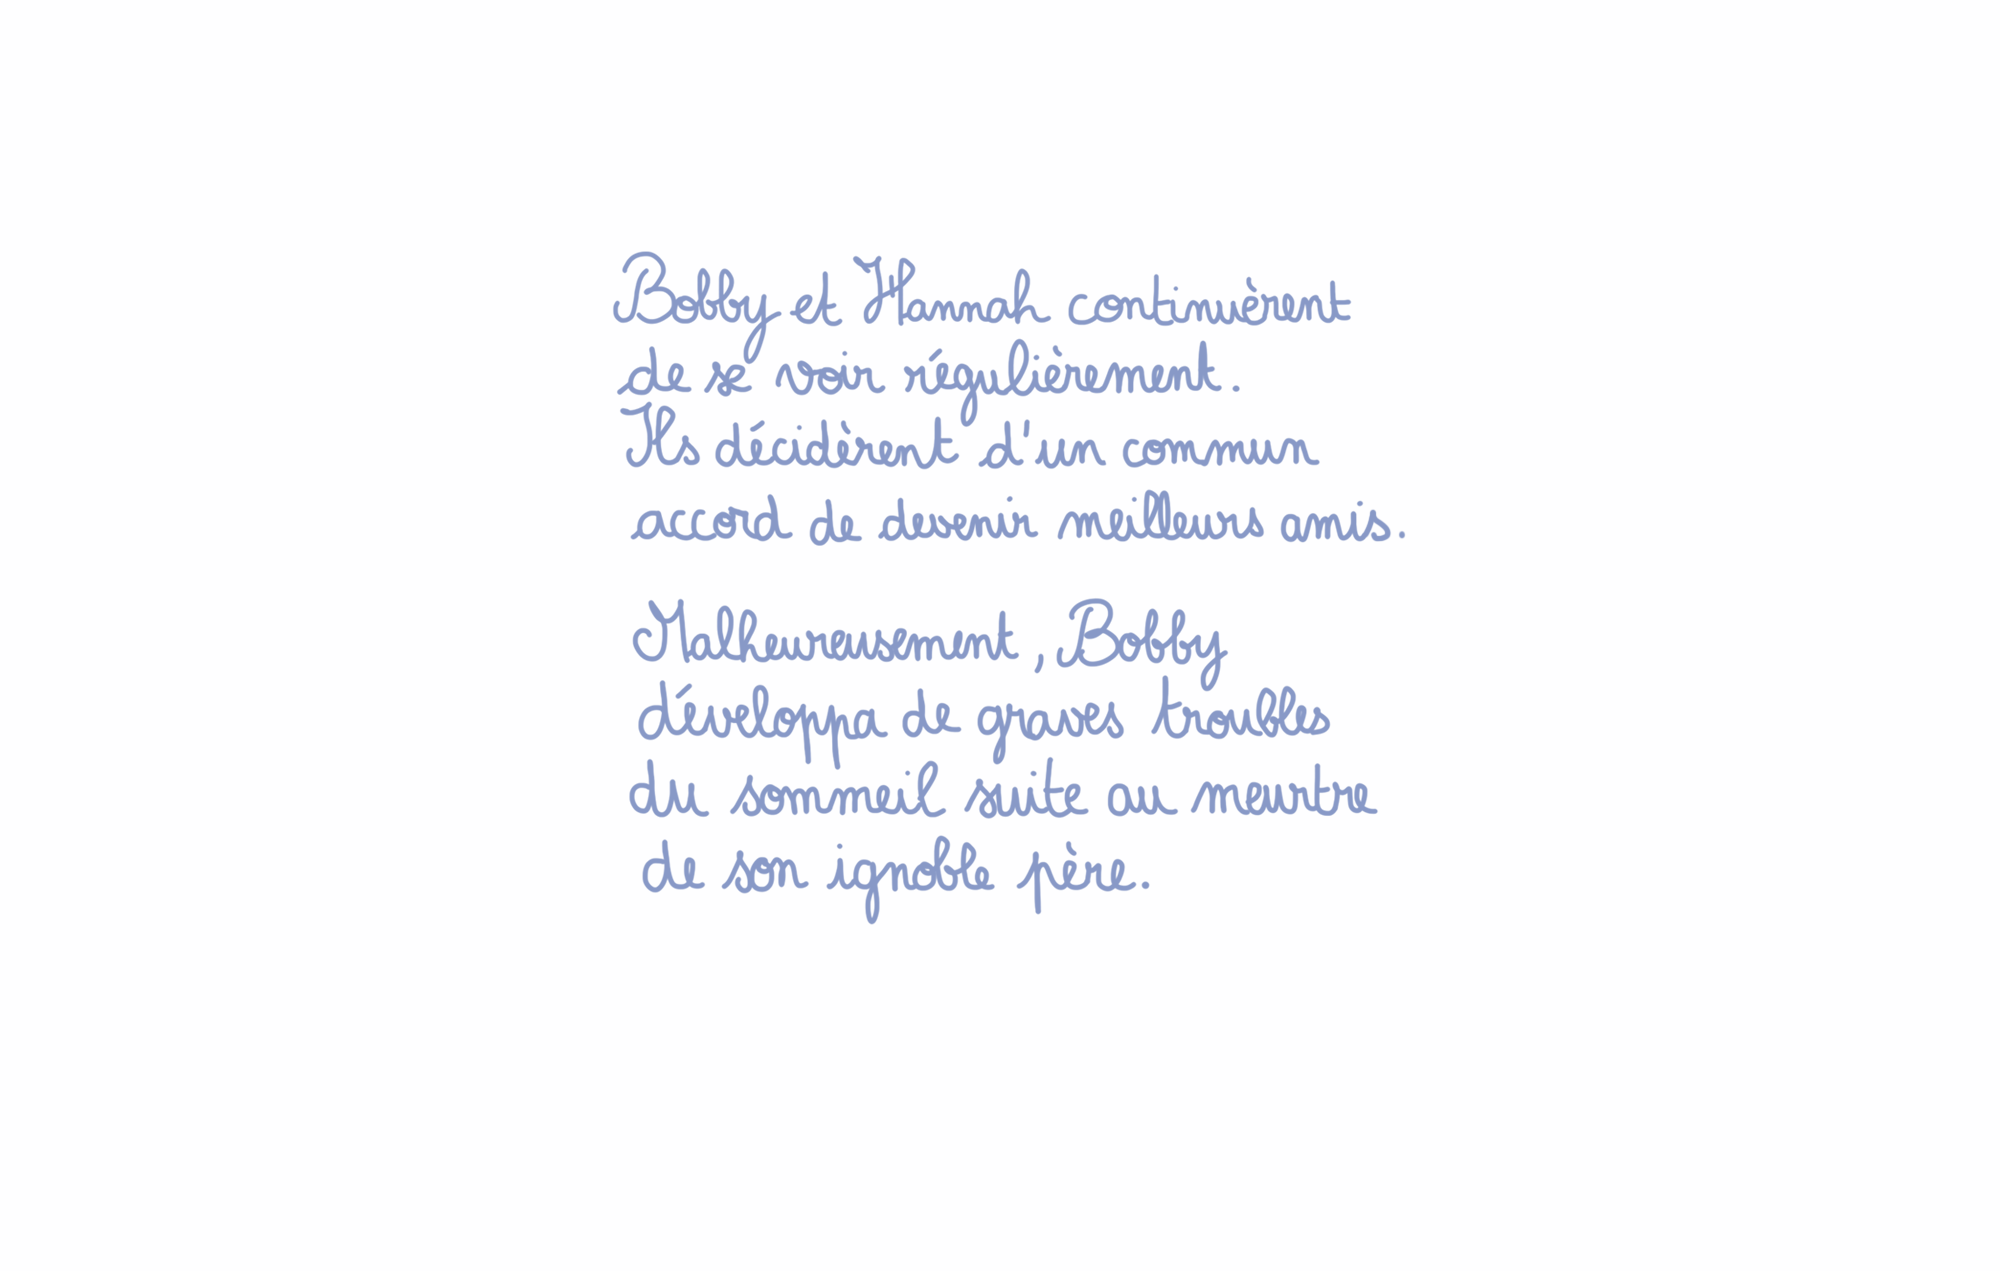 Bobby et Hannah continuèrent
de se voir régulièrement.
Ils décidèrent d'un commun
accord de devenir meilleurs amis.
Malheureusement, Bobby
développa de graves troubles
du sommeil suite au meurtre
de son ignoble père.